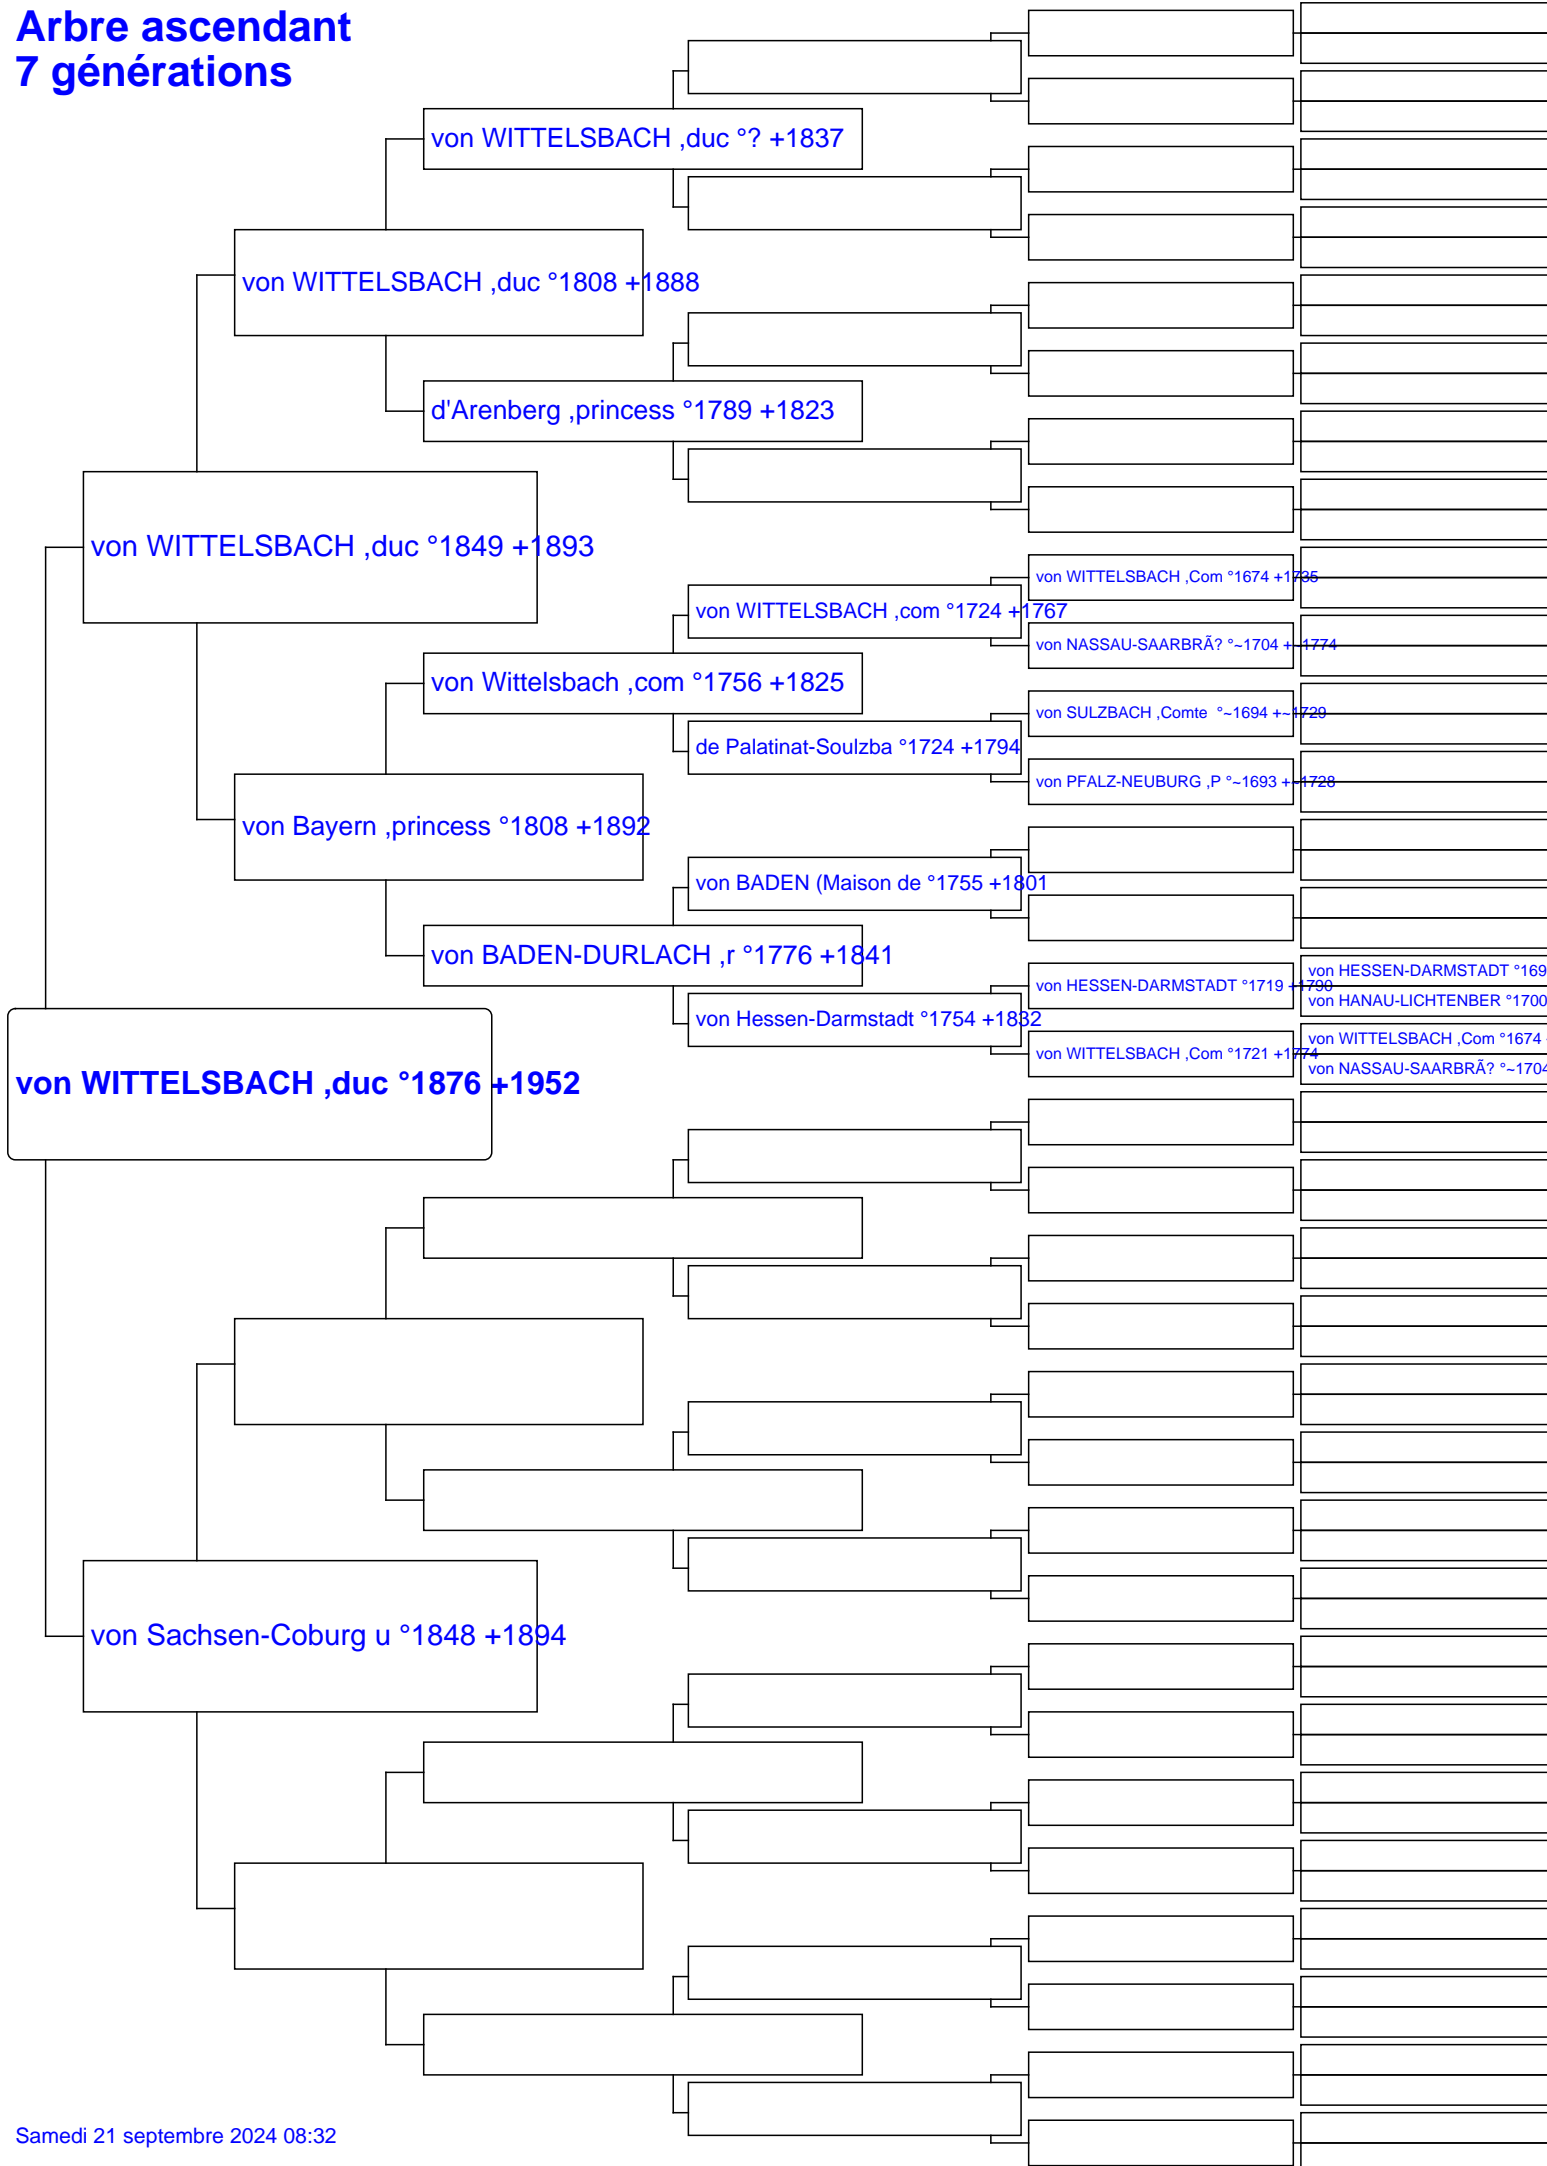 Arbre ascendant
7 générations
von WITTELSBACH ,duc °? +1837
von WITTELSBACH ,duc °1808 +1888
d'Arenberg ,princess °1789 +1823
von WITTELSBACH ,duc °1849 +1893
von WITTELSBACH ,Com °1674 +1735
von WITTELSBACH ,com °1724 +1767
von NASSAU-SAARBRÃ? °~1704 +~1774
von Wittelsbach ,com °1756 +1825
von SULZBACH ,Comte °~1694 +~1729
de Palatinat-Soulzba °1724 +1794
von PFALZ-NEUBURG ,P °~1693 +~1728
von Bayern ,princess °1808 +1892
von BADEN (Maison de °1755 +1801
von BADEN-DURLACH ,r °1776 +1841
von HESSEN-DARMSTADT °169
von HESSEN-DARMSTADT °1719 +1790
von HANAU-LICHTENBER °1700
von Hessen-Darmstadt °1754 +1832
von WITTELSBACH ,Com °1674
von WITTELSBACH ,Com °1721 +1774
von NASSAU-SAARBRÃ? °~1704
von WITTELSBACH ,duc °1876 +1952
von Sachsen-Coburg u °1848 +1894
Samedi 21 septembre 2024 08:32